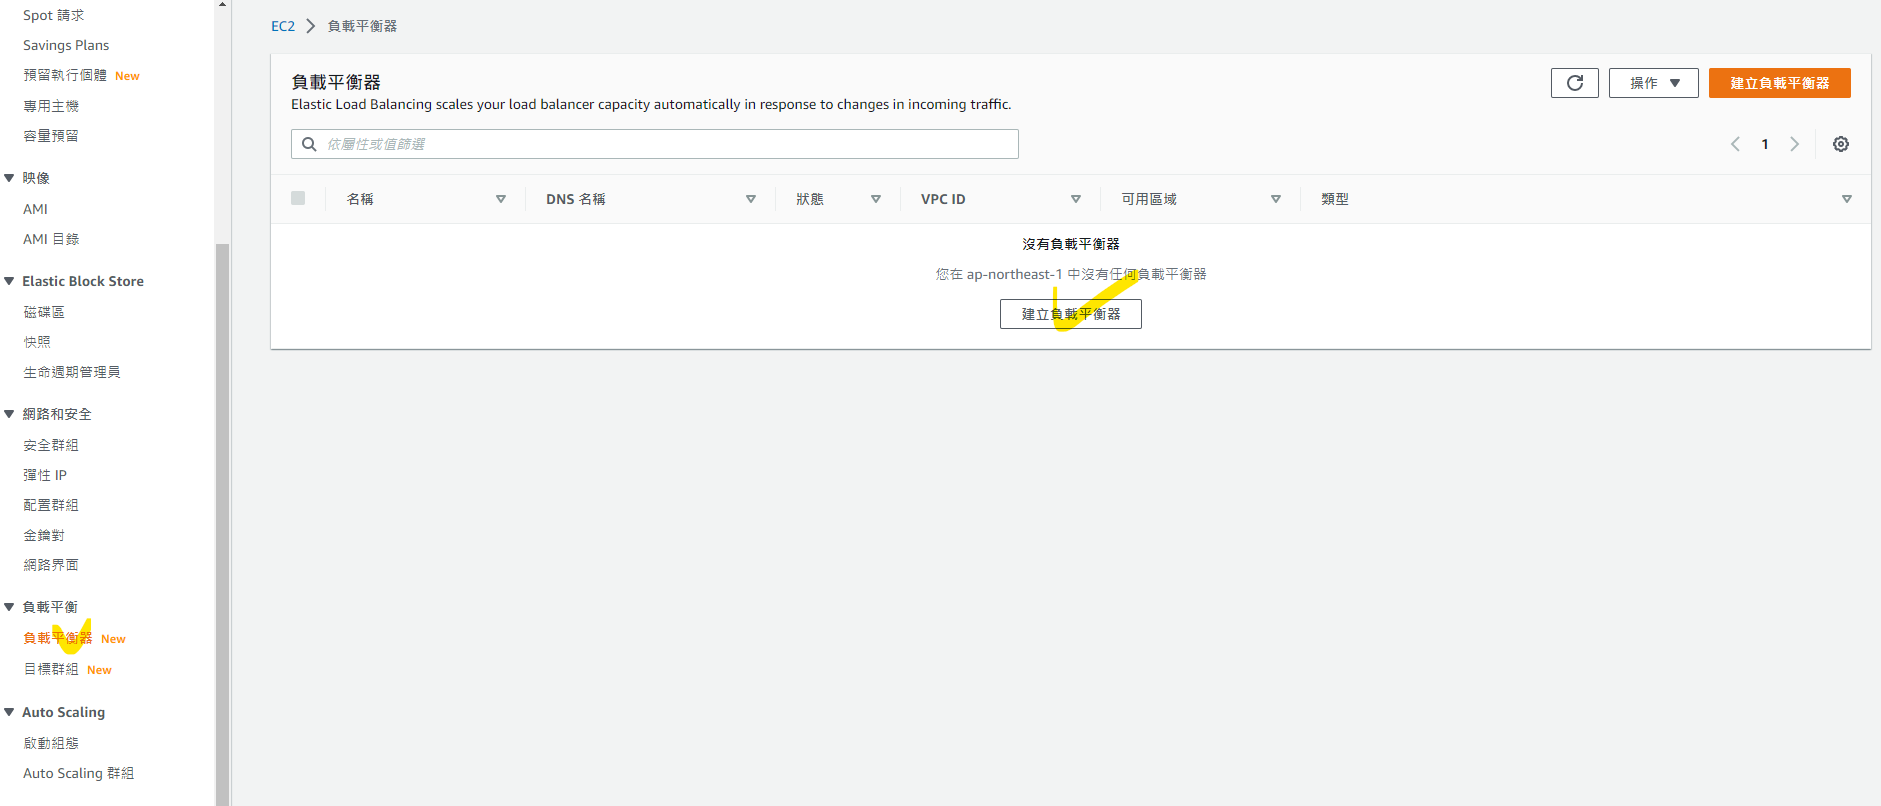 Spot 請求
Savings Plans
預留執行個體 New
專用主機
容量預留
映像
AMI
AMI 目錄
Elastic Block Store
磁碟區
快照
生命週期管理員
網路和安全
安全群組
彈性 IP
配置群組
金鑰對
網路界面
負載平衡
負載平衡器 New
目標群組 New
Auto Scaling
啟動組態
Auto Scaling 群組
EC2 負載平衡器
負載平衡器
Elastic Load Balancing scales your load balancer capacity automatically in response to changes in incoming traffic.
操作
建立負載平衡器
依屬性或值篩選
1
名稱 DNS 名稱 狀態 VPC ID 可用區域 類型
沒有負載平衡器
您在 ap-northeast-1 中沒有任何負載平衡器
建立負載平衡器